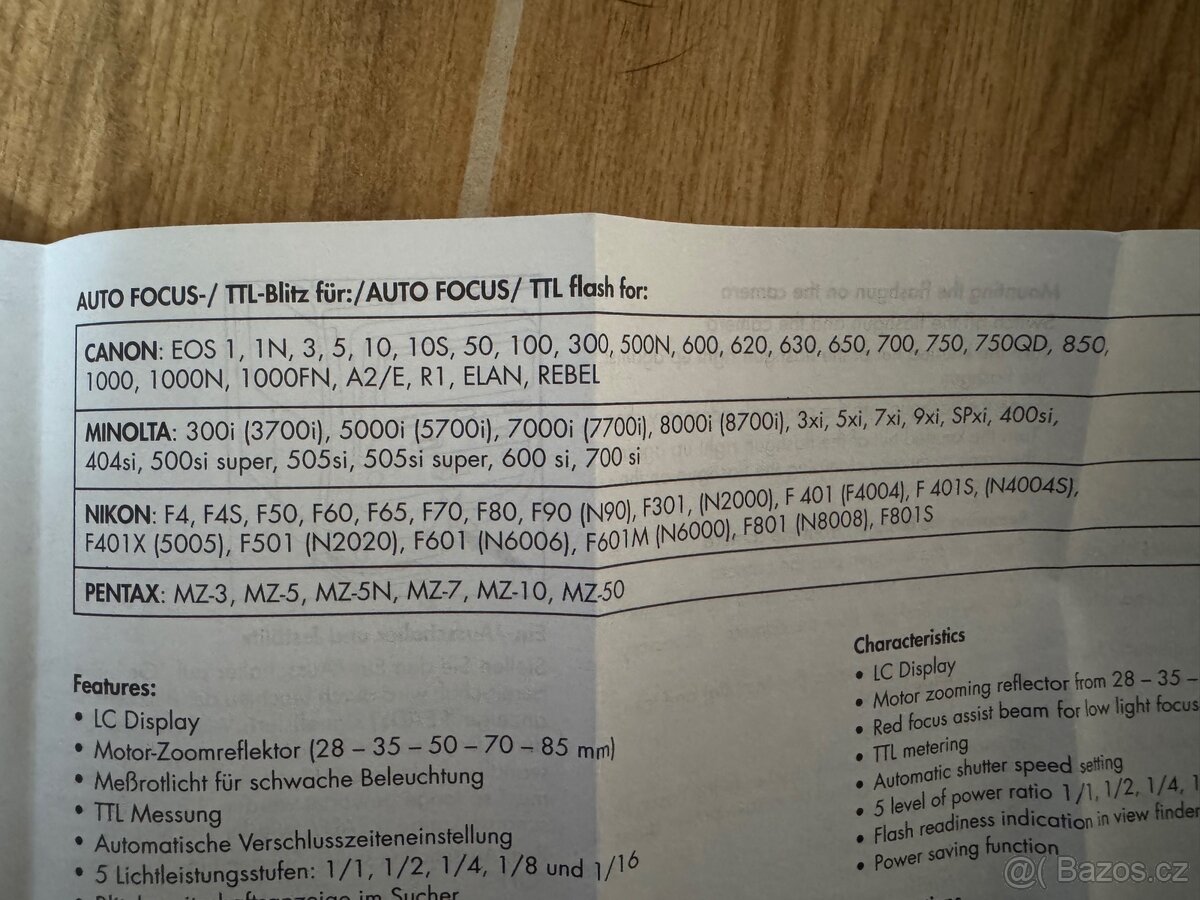 AUTO FOCUS-/ TTL-Blitz für:/AUTO FOCUS/ TTL flash for:
CANON: EOS 1, 1N, 3, 5, 10, 10S, 50, 100, 300, 500N, 600, 620, 630, 650, 700, 750, 750QD, 850,
1000, 1000N, 1000FN, A2/E, R1, ELAN, REBEL
MINOLTA: 300i (3700i), 5000i (5700i), 7000i (7700i), 8000i (8700i), 3xi, 5xi, 7xi, 9xi, SPxi, 400si,
404si, 500si super, 505si, 505si super, 600 si, 700 si
NIKON: F4, F4S, F50, F60, F65, F70, F80, F90 (N90), F301, (N2000), F 401 (F4004), F 401S, (N4004S),
F401X (5005), F501 (N2020), F601 (N6006), F601M (N6000), F801 (N8008), F801S
PENTAX: MZ-3, MZ-5, MZ-5N, MZ-7, MZ-10, MZ-50
Features:
• LC Display
• Motor-Zoomreflektor (28 – 35 – 50 – 70 – 85 mm)
• Meßrotlicht für schwache Beleuchtung
• TTL Messung
• Automatische Verschlusszeiteneinstellung
• 5 Lichtleistungsstufen: 1/1, 1/2, 1/4, 1/8 und 1/16
im Sucher
Characteristics
• LC Display
• Motor zooming reflector from 28 – 35 –
• Red focus assist beam for low light focus
• TTL metering
• Automatic shutter speed setting
• 5 level of power ratio 1/1, 1/2, 1/4, 1
• Flash readiness indication in view finder
• Power saving function
@( Bazos.cz